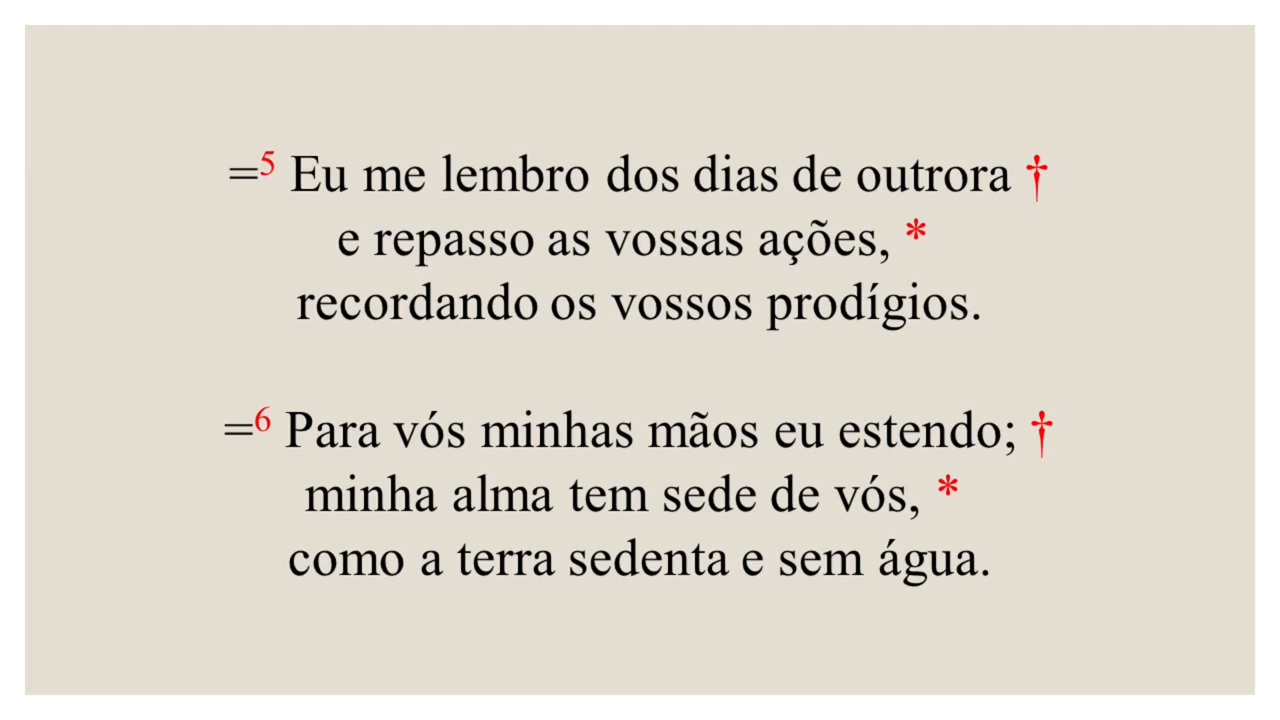 =5 Eu me lembro dos dias de outrora †
e repasso as vossas ações, *
recordando os vossos prodígios.
=6 Para vós minhas mãos eu estendo; †
minha alma tem sede de vós, *
como a terra sedenta e sem água.